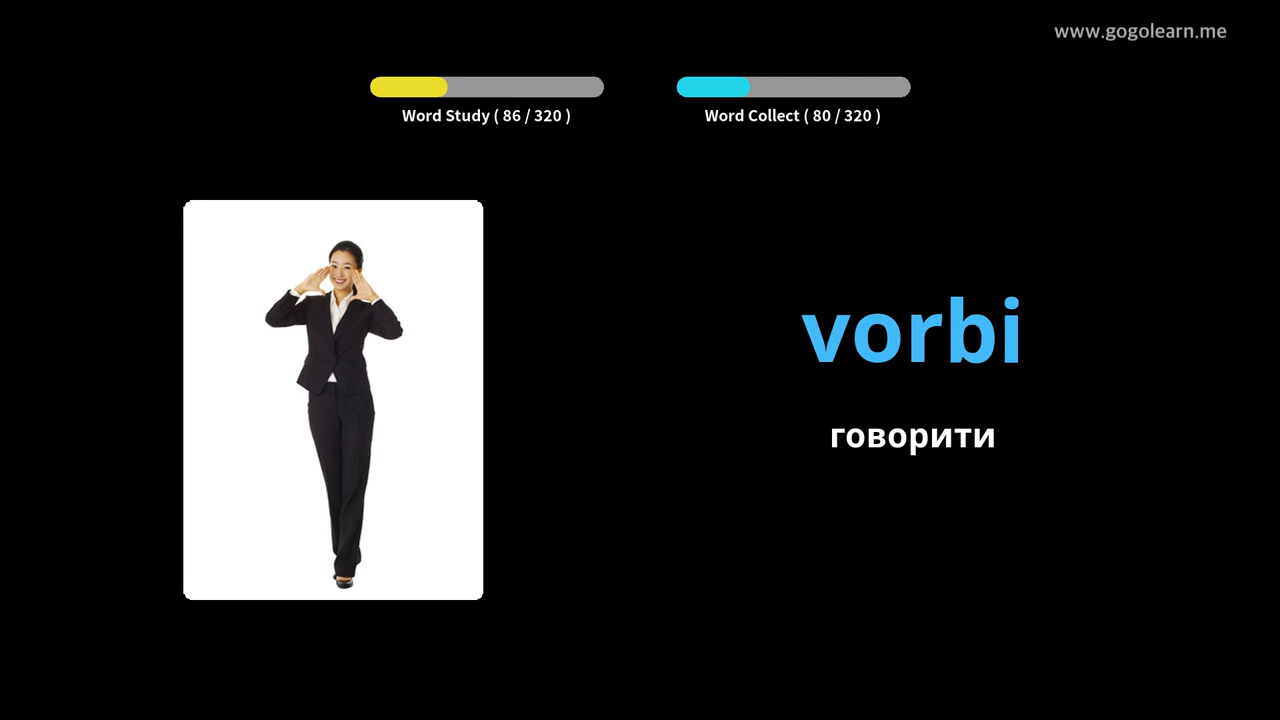 www.gogolearn.me
Word Study ( 86 / 320 )
Word Collect ( 80 / 320 )
vorbi
говорити